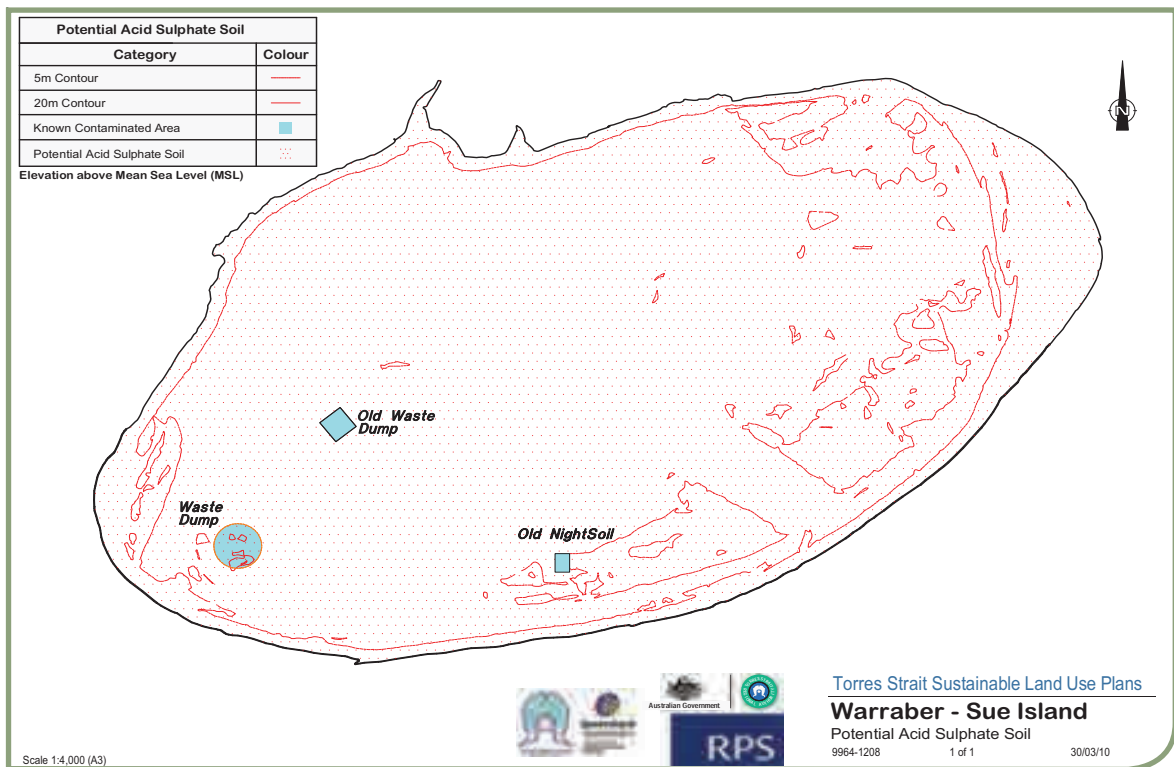 Potential Acid Sulphate Soil
Category Colour
5m Contour
20m Contour
Known Contaminated Area
Potential Acid Sulphate Soil
Elevation above Mean Sea Level (MSL)
N
Old Waste
Dump
Waste
Dump
Old NightSoil
Australian Government
RPS
Torres Strait Sustainable Land Use Plans
Warraber - Sue Island
Potential Acid Sulphate Soil
9964-1208 1 of 1 30/03/10
Scale 1:4,000 (A3)